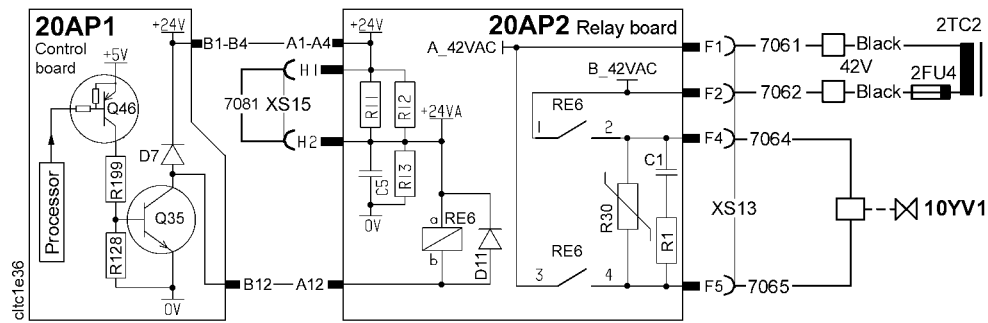 20AP1
Control
board
+24V
+5V
Q46
Processor
R199
R128
D7
Q35
0V
B1-B4
A1-A4
7081
XS15
H1
H2
B12
A12
20AP2 Relay board
+24V
R11
R12
R13
C5
0V
+24VA
a
RE6
b
D11
A_42VAC
B_42VAC
RE6
1
2
RE6
3
4
R30
C1
R1
F1
F2
F4
F5
XS13
7061
7062
7064
7065
Black
42V
Black
2FU4
2TC2
10YV1
cltc1e36